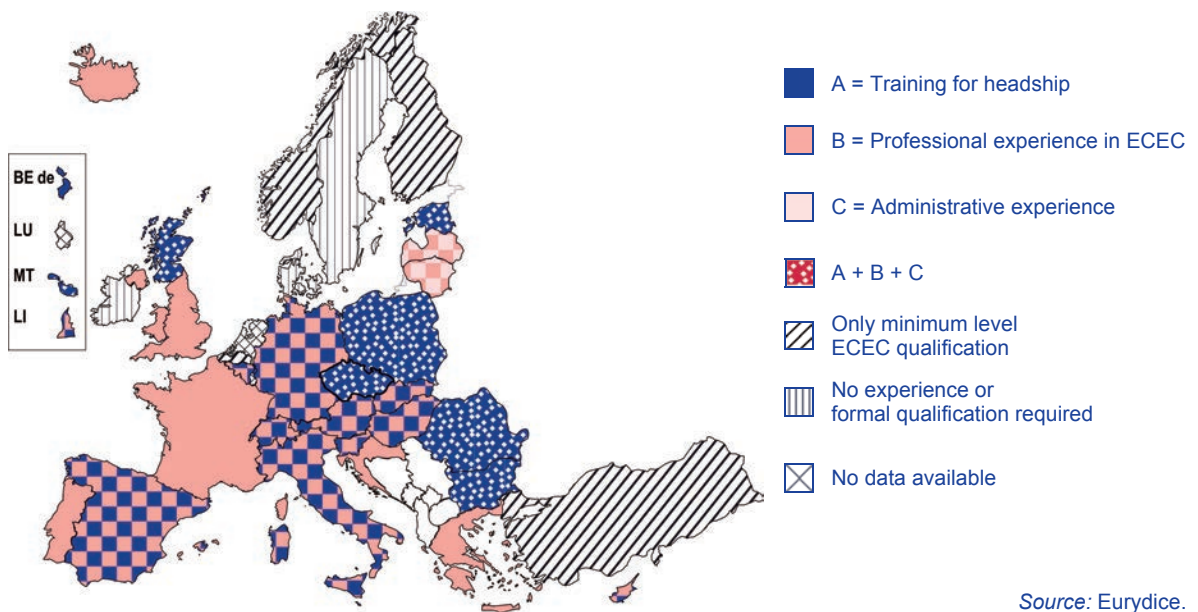 BE de
LU
MT
LI
A = Training for headship
B = Professional experience in ECEC
C = Administrative experience
A + B + C
Only minimum level
ECEC qualification
No experience or
formal qualification required
No data available
Source: Eurydice.